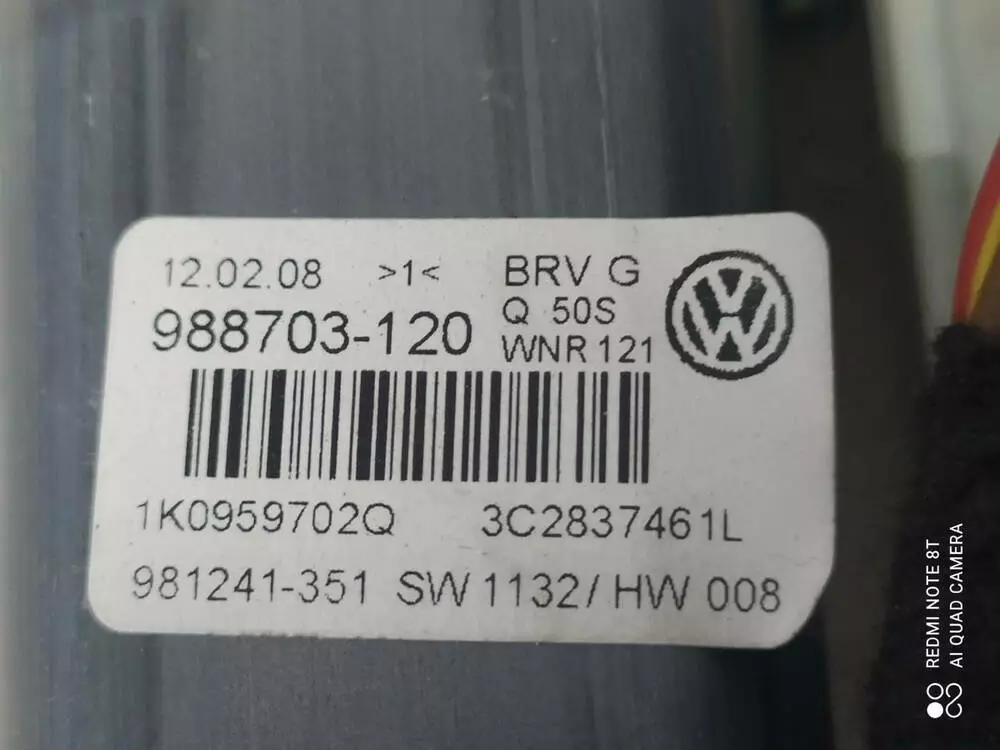 12.02.08 >1< BRV G
988703-120 Q 50S
WNR 121
1K0959702Q 3C2837461L
981241-351 SW 1132/ HW 008
REDMI NOTE 8T
AI QUAD CAMERA